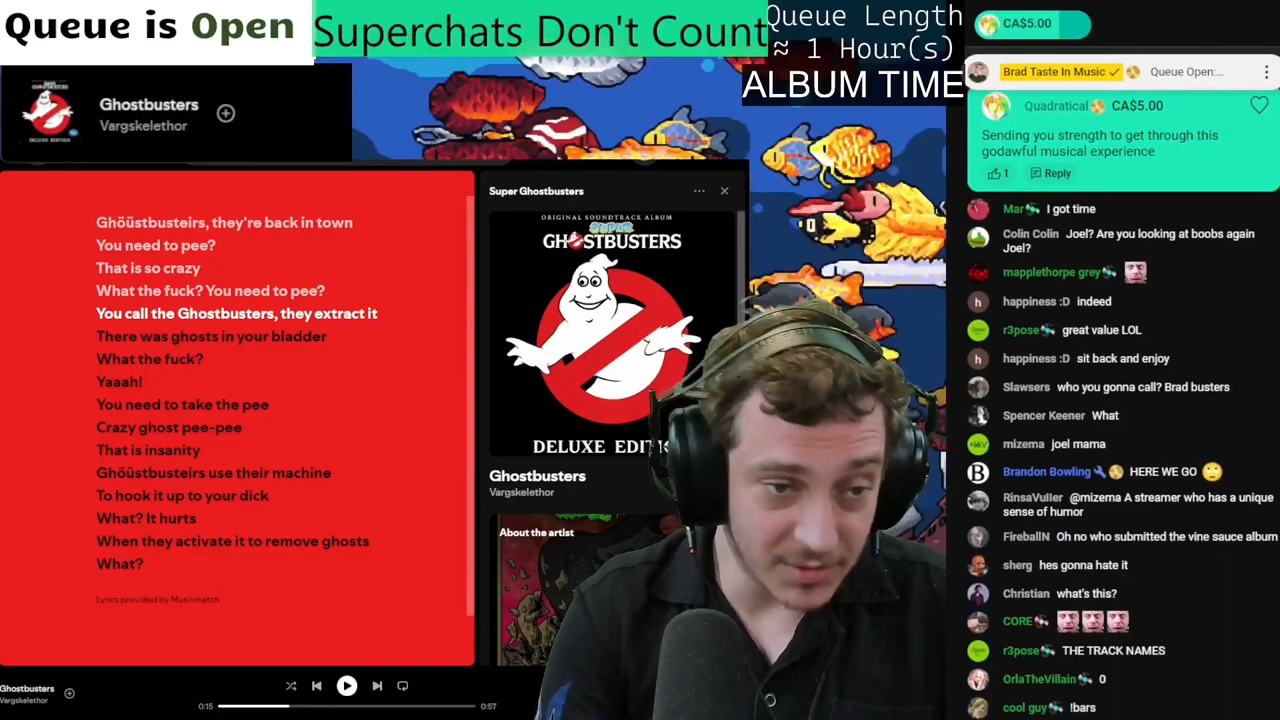 Queue is Open
Superchats Don't Count
Queue Length
≈ 1 Hour(s)
ALBUM TIME
Ghostbusters
Vargskelethor
DELUXE EDITION
Ghöüstbusteirs, they're back in town
You need to pee?
That is so crazy
What the fuck? You need to pee?
You call the Ghostbusters, they extract it
There was ghosts in your bladder
What the fuck?
Yaaah!
You need to take the pee
Crazy ghost pee-pee
That is insanity
Ghöüstbusteirs use their machine
To hook it up to your dick
What? It hurts
When they activate it to remove ghosts
What?
Lyrics provided by Musixmatch
Super Ghostbusters
ORIGINAL SOUNDTRACK ALBUM
SUPER
GHOSTBUSTERS
DELUXE EDITIO
Ghostbusters
Vargskelethor
About the artist
Ghostbusters
Vargskelethor
0:15
0:57
CA$5.00
Brad Taste In Music
Queue Open:...
Quadratical CA$5.00
Sending you strength to get through this
godawful musical experience
1 Reply
Mar I got time
Colin Colin Joel? Are you looking at boobs again
Joel?
mapplethorpe grey
happiness :D indeed
r3pose great value LOL
happiness :D sit back and enjoy
Slawsers who you gonna call? Brad busters
Spencer Keener What
mizema joel mama
Brandon Bowling HERE WE GO
RinsaVuller @mizema A streamer who has a unique
sense of humor
FireballN Oh no who submitted the vine sauce album
sherg hes gonna hate it
Christian what's this?
CORE
r3pose THE TRACK NAMES
OrlaTheVillain 0
cool guy !bars